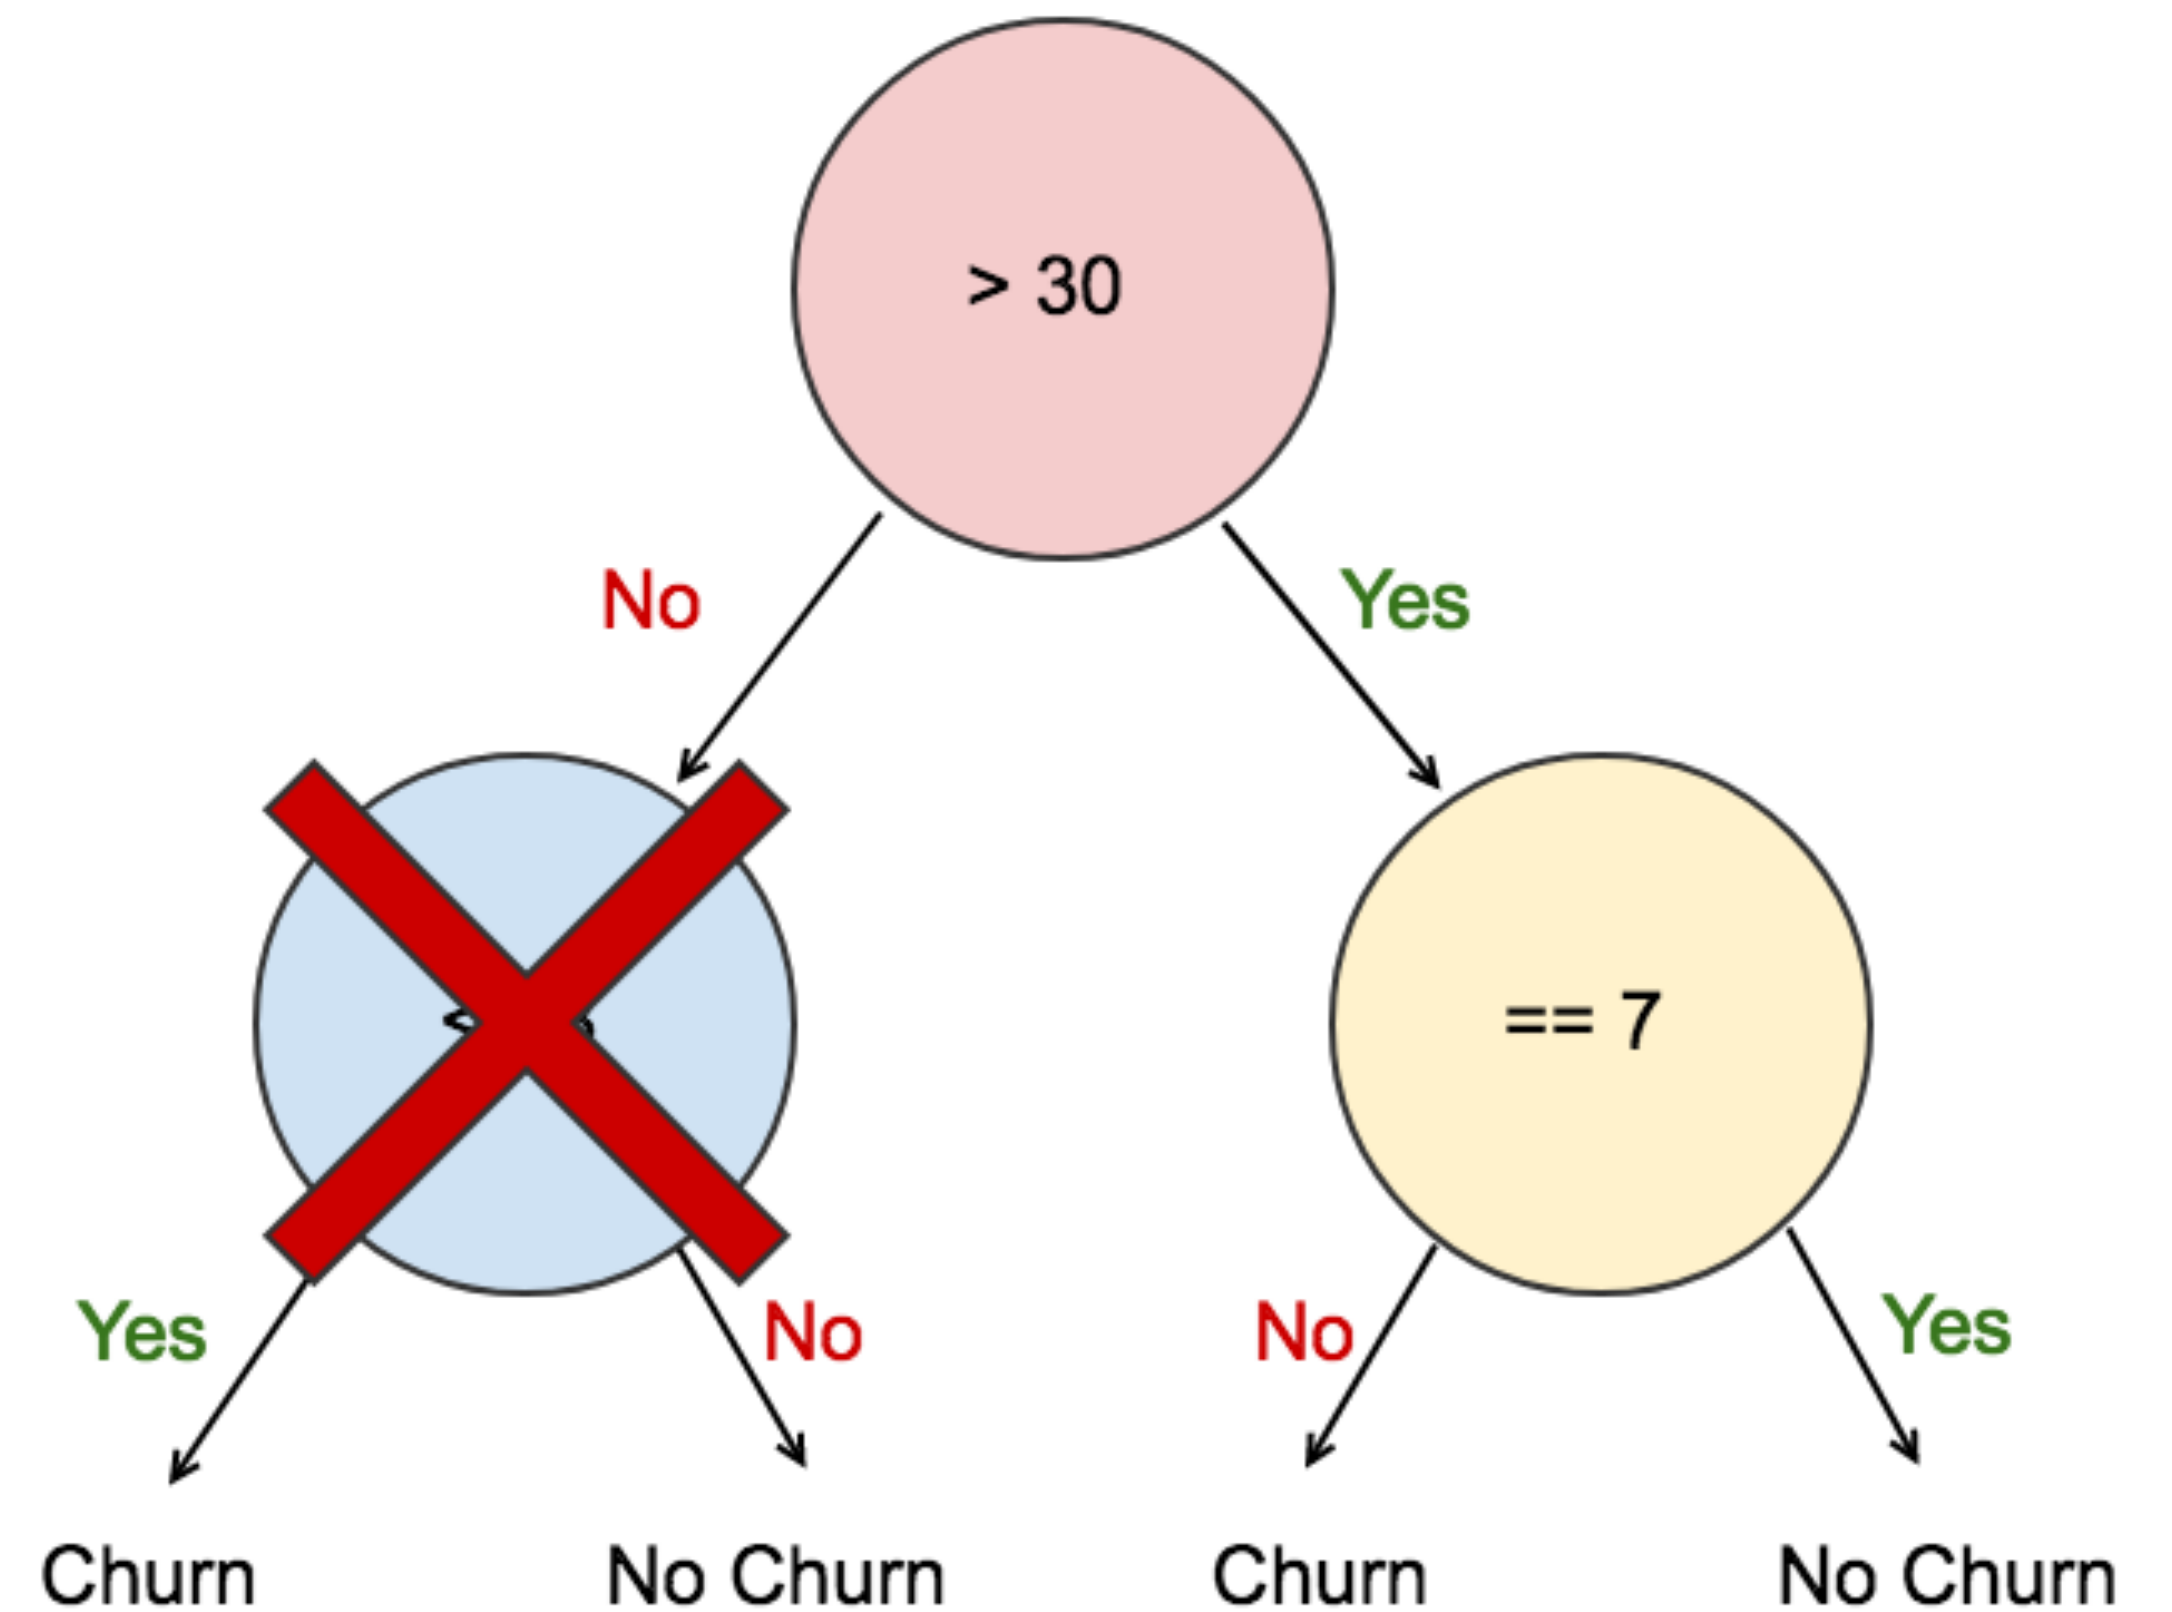 > 30
No
Yes
<
== 7
Yes
No
No
Yes
Churn
No Churn
Churn
No Churn